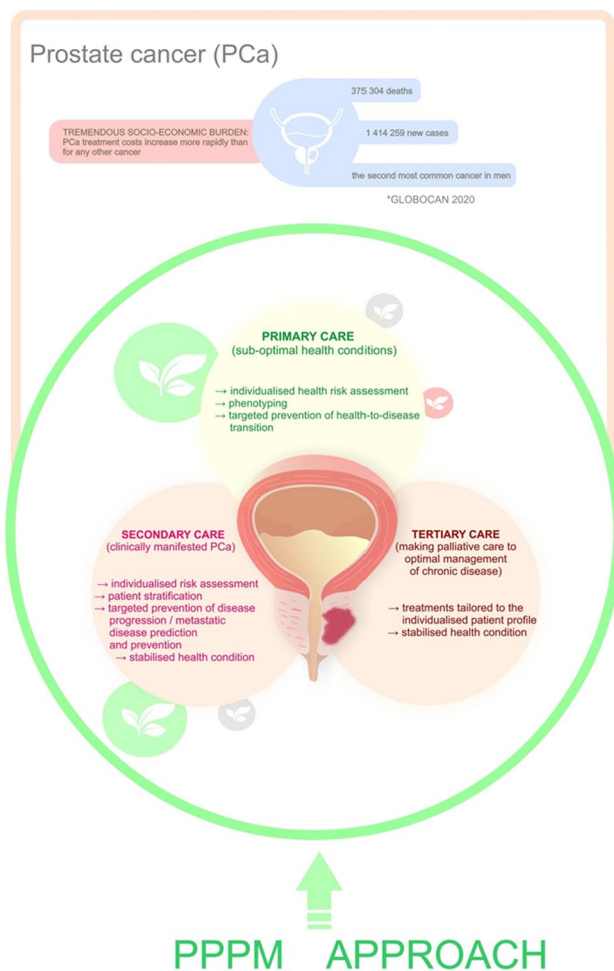 Prostate cancer (PCa)
375 304 deaths
TREMENDOUS SOCIO-ECONOMIC BURDEN:
PCa treatment costs increase more rapidly than
for any other cancer
1 414 259 new cases
the second most common cancer in men
*GLOBOCAN 2020
PRIMARY CARE
(sub-optimal health conditions)
→ individualised health risk assessment
→ phenotyping
→ targeted prevention of health-to-disease
transition
SECONDARY CARE
(clinically manifested PCa)
→ individualised risk assessment
→ patient stratification
→ targeted prevention of disease
progression / metastatic
disease prediction
and prevention
→ stabilised health condition
TERTIARY CARE
(making palliative care to
optimal management
of chronic disease)
→ treatments tailored to the
individualised patient profile
→ stabilised health condition
PPPM APPROACH